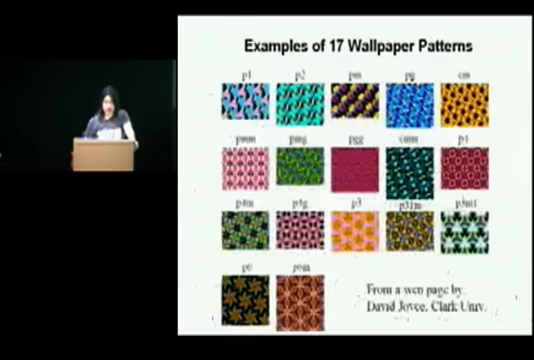 Examples of 17 Wallpaper Patterns
p1 p2 pm pg cm
pmm pmg pgg cmm p4
p4m p4g p3 p31m p3m1
p6 p6m
From a web page by:
David Joyce, Clark Univ.